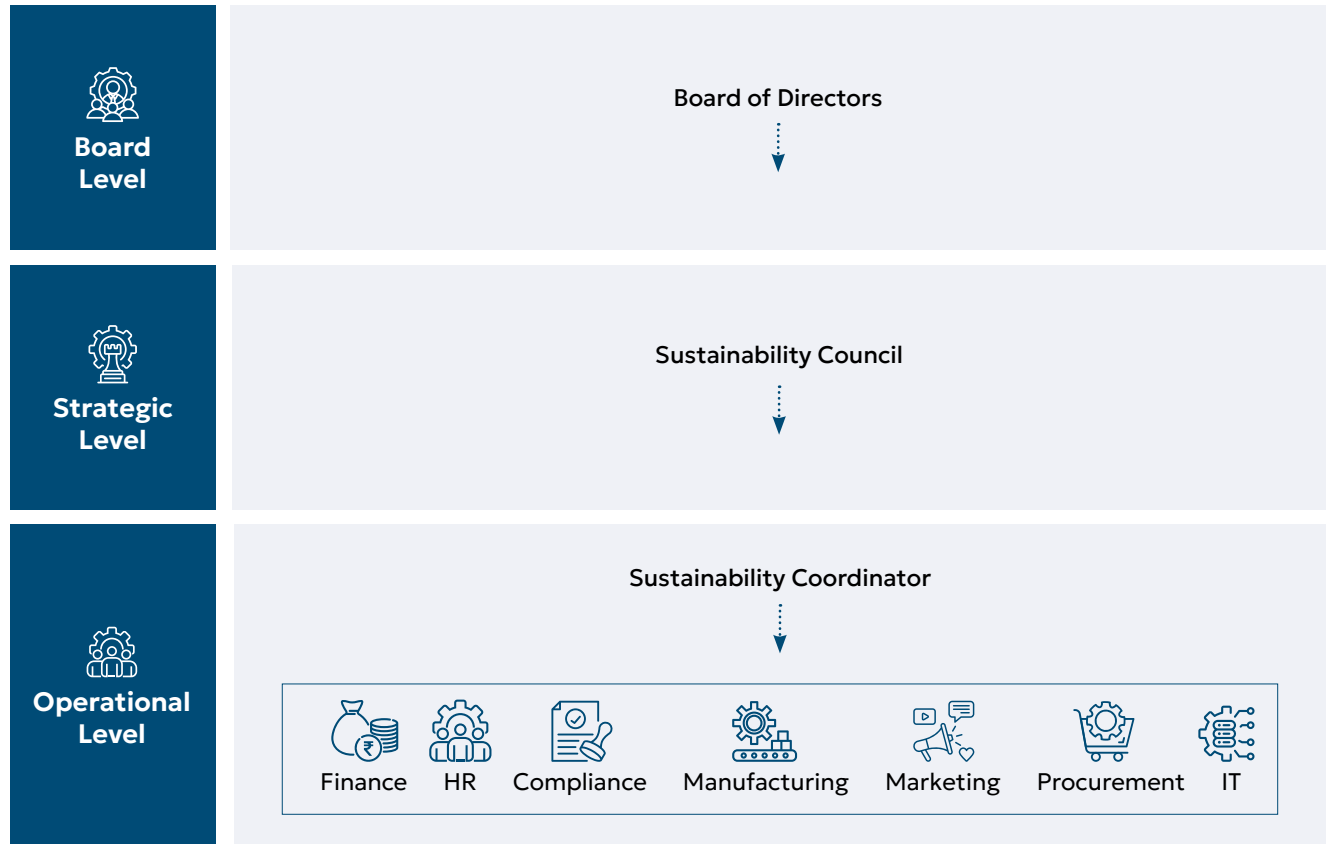 Board
Level
Board of Directors
Strategic
Level
Sustainability Council
Operational
Level
Sustainability Coordinator
₹
Finance HR Compliance Manufacturing Marketing Procurement IT